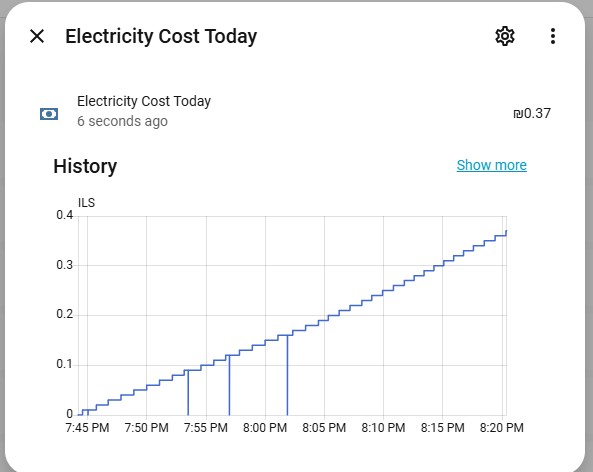 Electricity Cost Today
Electricity Cost Today
₪0.37
6 seconds ago
History
Show more
ILS
0.4
0.3
0.2
0.1
0
7:45 PM 7:50 PM 7:55 PM 8:00 PM 8:05 PM 8:10 PM 8:15 PM 8:20 PM